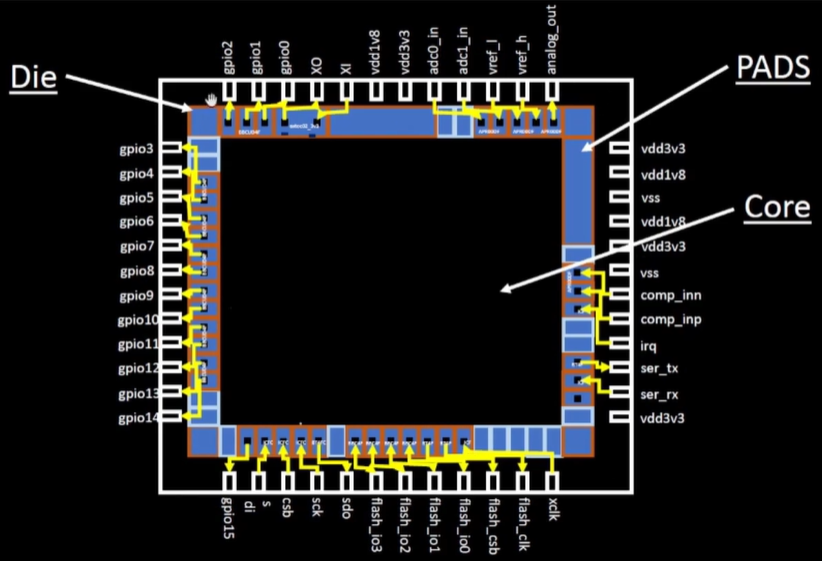 gpio2
gpio1
gpio0
XO
XI
vdd1v8
vdd3v3
adc0_in
adc1_in
vref_l
vref_h
analog_out
Die
PADS
Core
gpio3
gpio4
gpio5
gpio6
gpio7
gpio8
gpio9
gpio10
gpio11
gpio12
gpio13
gpio14
vdd3v3
vdd1v8
vss
vdd1v8
vdd3v3
vss
comp_inn
comp_inp
irq
ser_tx
ser_rx
vdd3v3
gpio15
di
s
csb
sck
sdo
flash_io3
flash_io2
flash_io1
flash_io0
flash_csb
flash_clk
xclk